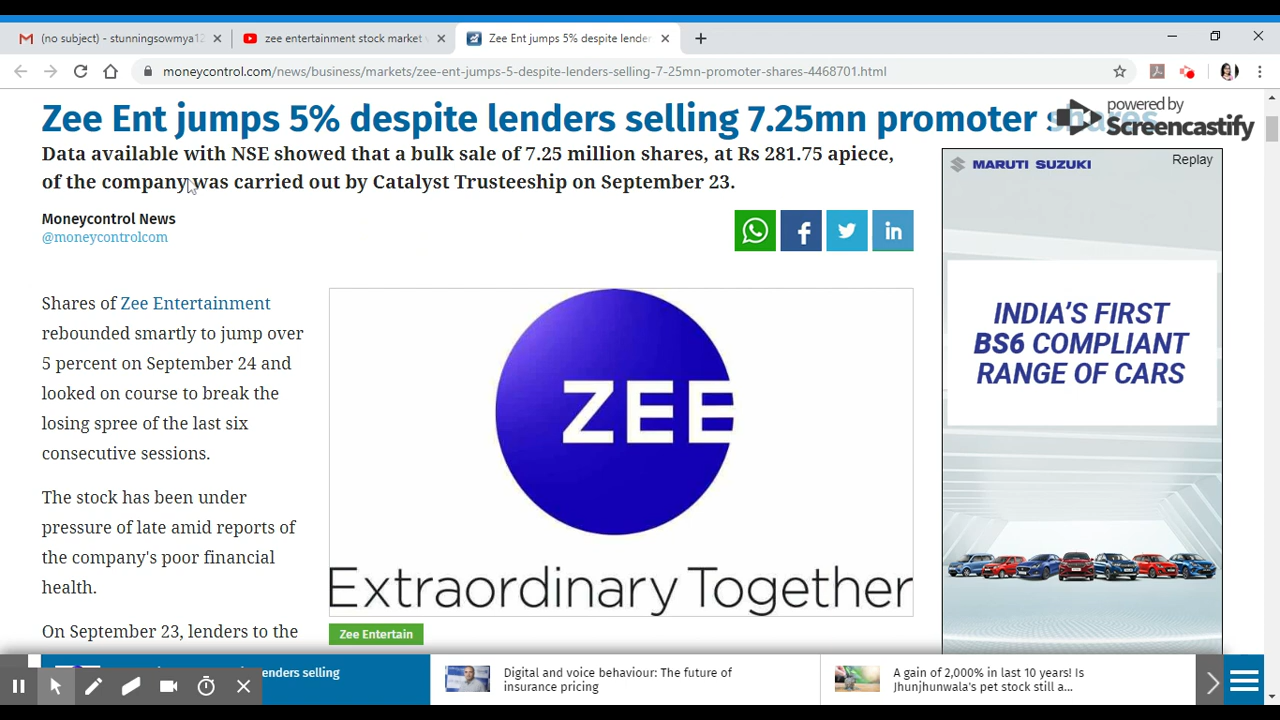 (no subject) - stunningsowmya12
zee entertainment stock market
Zee Ent jumps 5% despite lende
moneycontrol.com/news/business/markets/zee-ent-jumps-5-despite-lenders-selling-7-25mn-promoter-shares-4468701.html
Zee Ent jumps 5% despite lenders selling 7.25mn promoter shares
powered by
Screencastify
Data available with NSE showed that a bulk sale of 7.25 million shares, at Rs 281.75 apiece,
of the company was carried out by Catalyst Trusteeship on September 23.
Moneycontrol News
@moneycontrolcom
Shares of Zee Entertainment
rebounded smartly to jump over
5 percent on September 24 and
looked on course to break the
losing spree of the last six
consecutive sessions.
The stock has been under
pressure of late amid reports of
the company's poor financial
health.
On September 23, lenders to the
ZEE
Extraordinary Together
Zee Entertain
MARUTI SUZUKI
Replay
INDIA'S FIRST
BS6 COMPLIANT
RANGE OF CARS
enders selling
Digital and voice behaviour: The future of
insurance pricing
A gain of 2,000% in last 10 years! Is
Jhunjhunwala's pet stock still a...